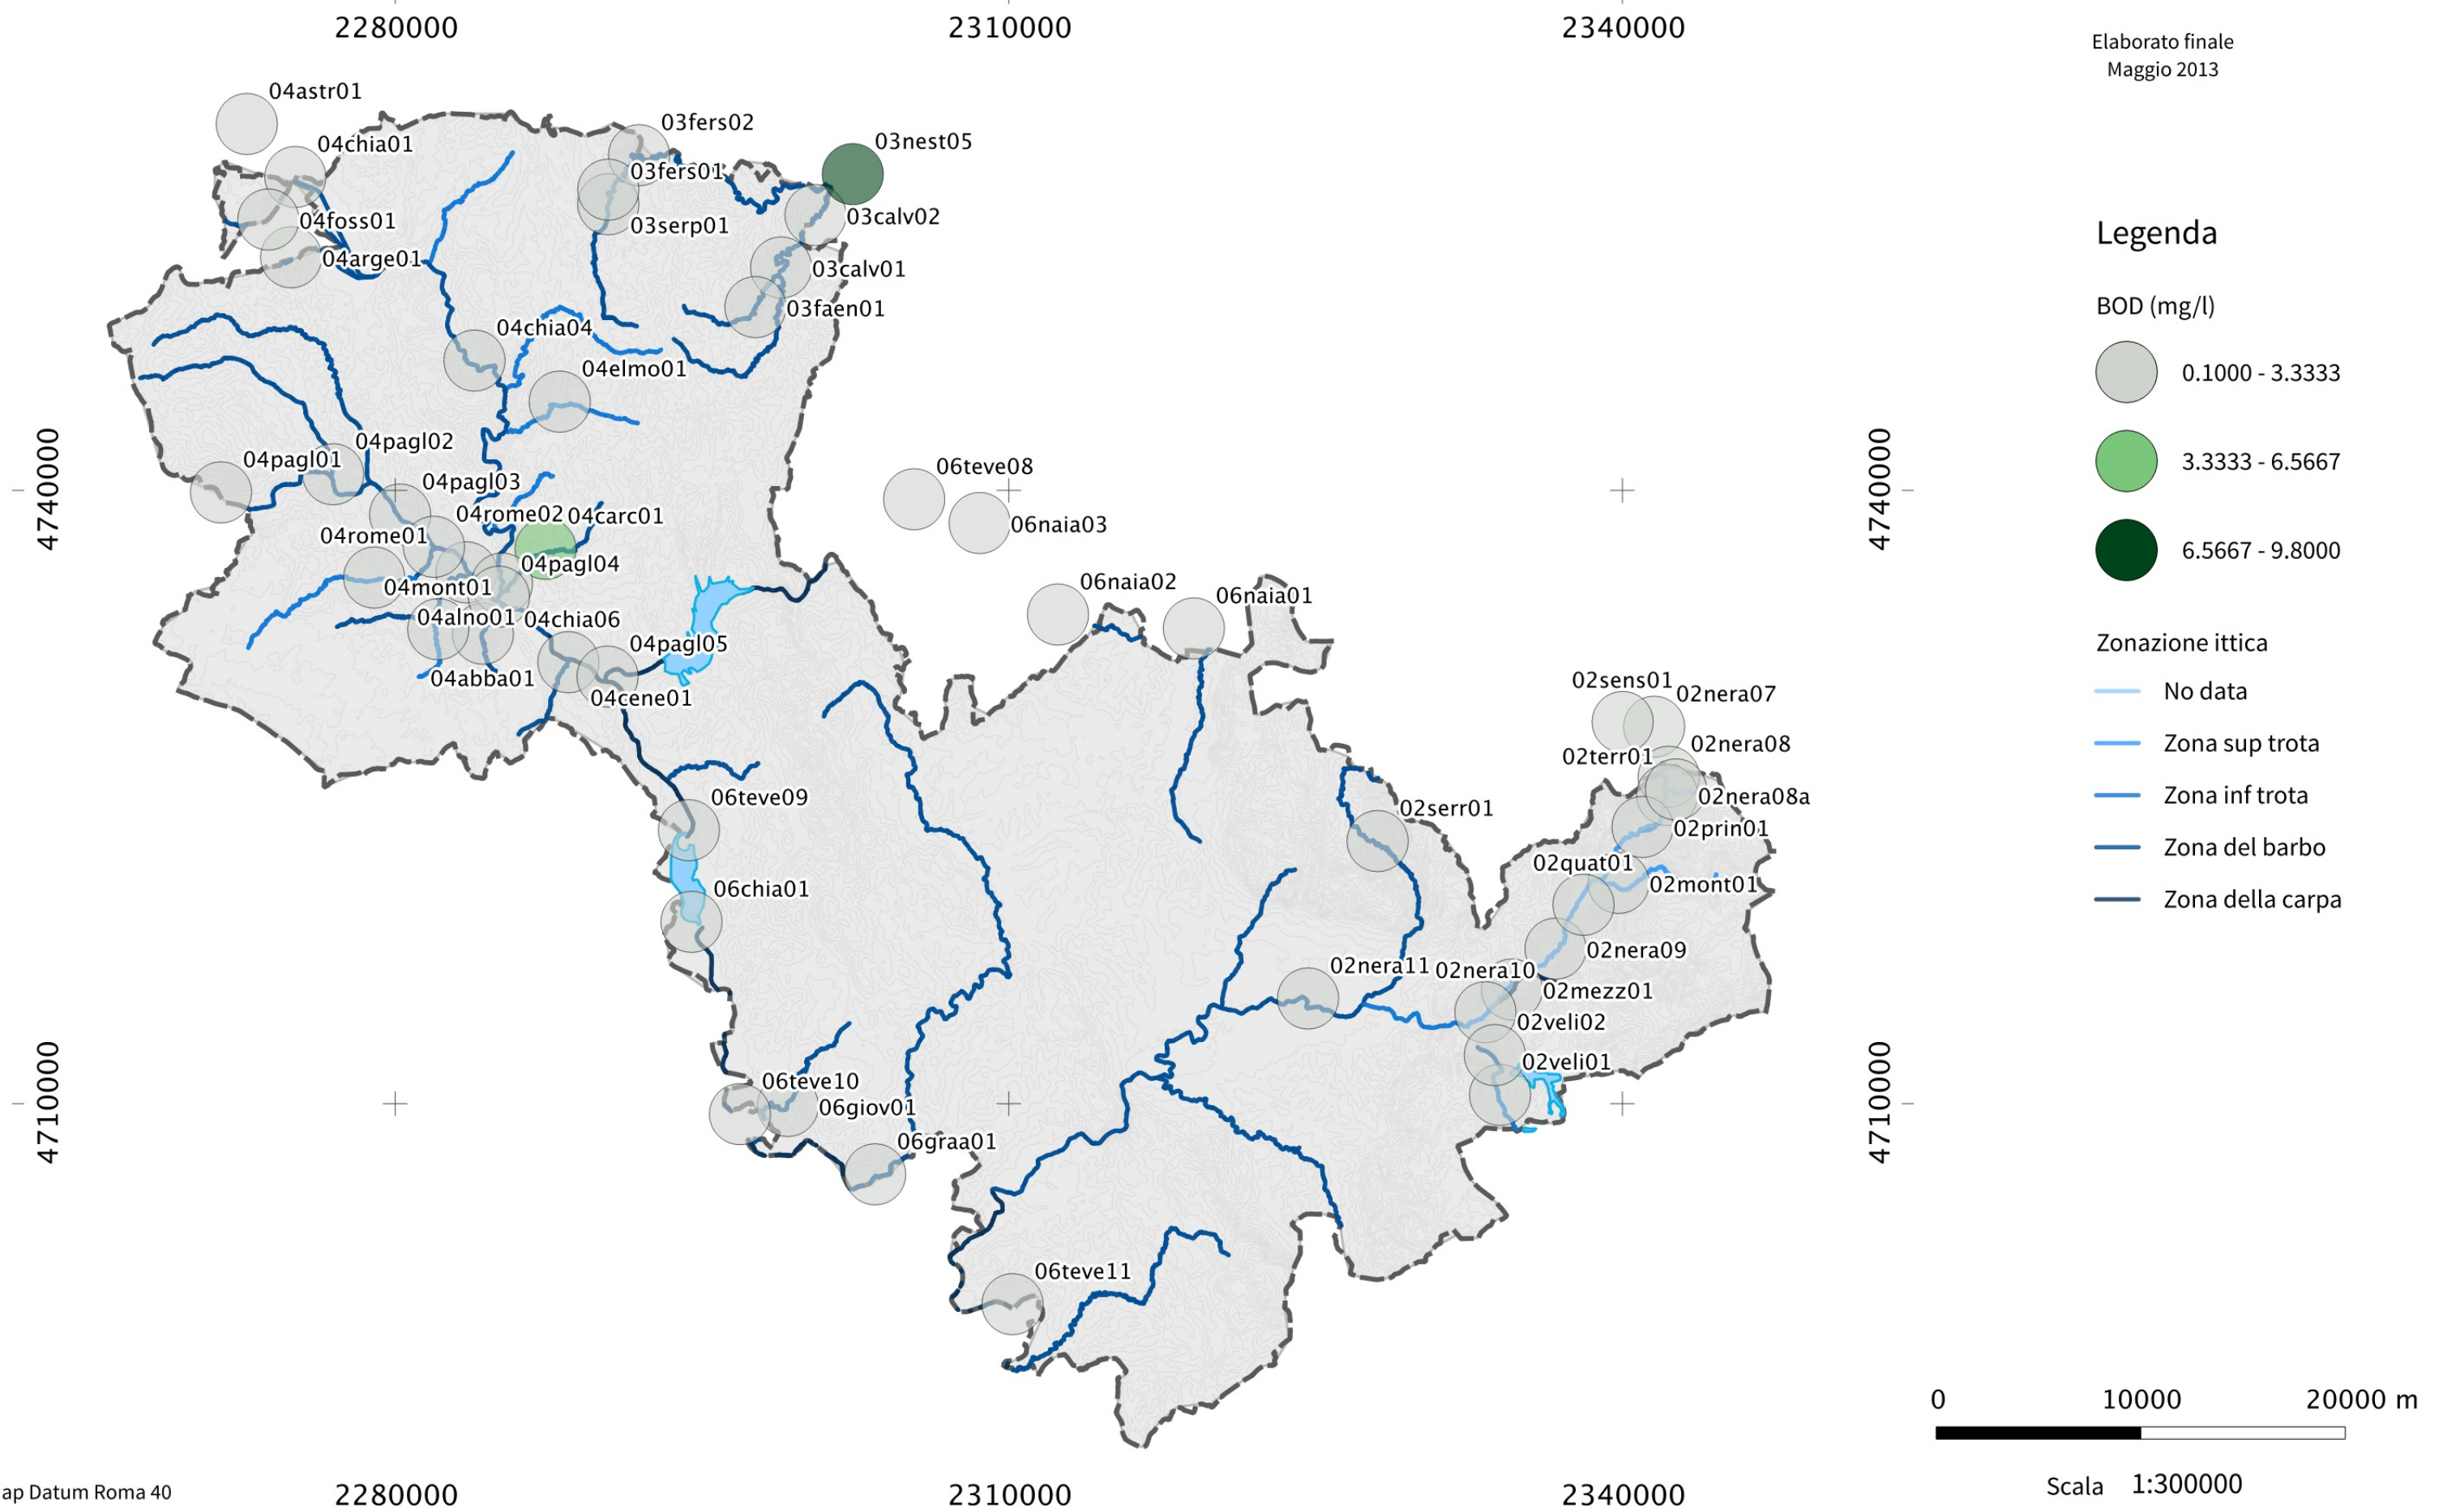 2280000
2310000
2340000
Elaborato finale
Maggio 2013
04astr01
03fers02
04chia01
03nest05
03fers01
04foss01
03calv02
03serp01
04arge01
03calv01
03faen01
04chia04
04elmo01
04pagl02
04pagl01
4740000
4740000
06teve08
04pagl03
04rome02
04carc01
06naia03
04rome01
04pagl04
06naia02
04mont01
06naia01
04alno01
04chia06
04pagl05
04abba01
04cene01
02sens01
02nera07
02nera08
02terr01
06teve09
02nera08a
02serr01
02prin01
02quat01
02mont01
06chia01
02nera09
02nera11
02nera10
02mezz01
02veli02
02veli01
4710000
4710000
06teve10
06giov01
06graa01
06teve11
Legenda
BOD (mg/l)
0.1000 - 3.3333
3.3333 - 6.5667
6.5667 - 9.8000
Zonazione ittica
No data
Zona sup trota
Zona inf trota
Zona del barbo
Zona della carpa
0
10000
20000 m
Scala 1:300000
ap Datum Roma 40
2280000
2310000
2340000